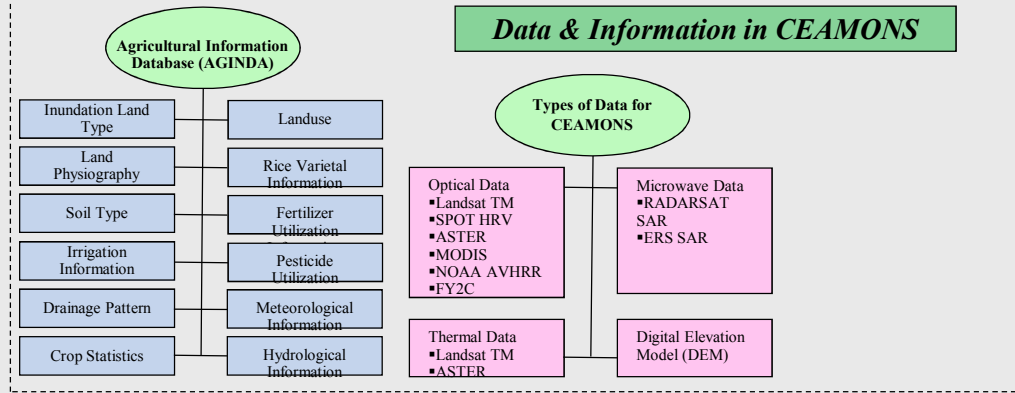 Data & Information in CEAMONS
Agricultural Information
Database (AGINDA)
Inundation Land
Type
Landuse
Land
Physiography
Rice Varietal
Information
Soil Type
Fertilizer
Utilization
Irrigation
Information
Pesticide
Utilization
Drainage Pattern
Meteorological
Information
Crop Statistics
Hydrological
Information
Types of Data for
CEAMONS
Optical Data
▪Landsat TM
▪SPOT HRV
▪ASTER
▪MODIS
▪NOAA AVHRR
▪FY2C
Microwave Data
▪RADARSAT
SAR
▪ERS SAR
Thermal Data
▪Landsat TM
▪ASTER
Digital Elevation
Model (DEM)